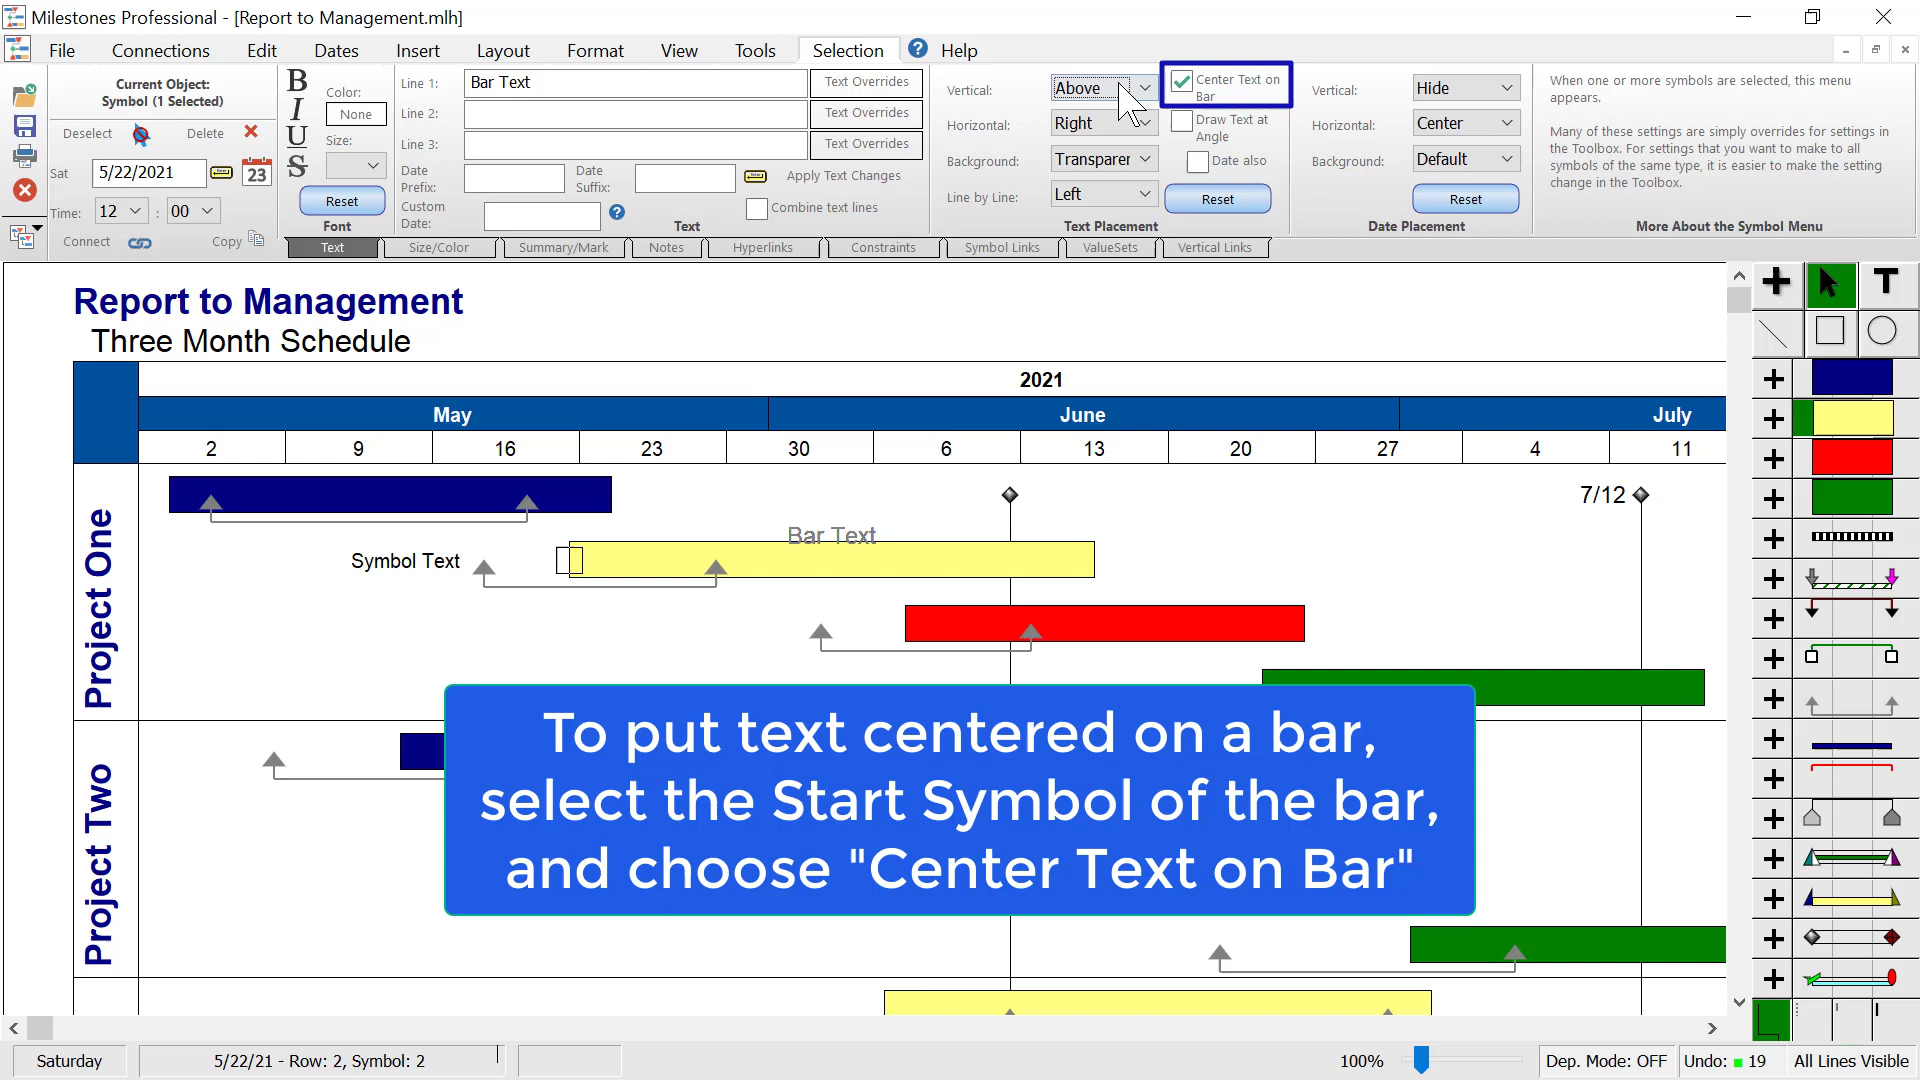 Milestones Professional - [Report to Management.mlh]
File Connections Edit Dates Insert Layout Format View Tools Selection ? Help
Current Object:
Symbol (1 Selected)
Deselect Delete
Sat 5/22/2021 23
Time: 12 : 00
Connect Copy
B
I
U
S
Color:
None
Size:
Reset
Font
Line 1: Bar Text Text Overrides
Line 2: Text Overrides
Line 3: Text Overrides
Date Prefix:
Date Suffix:
Apply Text Changes
Custom Date:
?
Combine text lines
Text
Vertical: Above
Horizontal: Right
Background: Transparer
Line by Line: Left
Center Text on Bar
Draw Text at Angle
Date also
Reset
Text Placement
Vertical: Hide
Horizontal: Center
Background: Default
Reset
Date Placement
When one or more symbols are selected, this menu
appears.
Many of these settings are simply overrides for settings in
the Toolbox. For settings that you want to make to all
symbols of the same type, it is easier to make the setting
change in the Toolbox.
More About the Symbol Menu
Text Size/Color Summary/Mark Notes Hyperlinks Constraints Symbol Links ValueSets Vertical Links
T
Report to Management
Three Month Schedule
2021
May June July
2 9 16 23 30 6 13 20 27 4 11
Project One
7/12
Bar Text
Symbol Text
Project Two
To put text centered on a bar,
select the Start Symbol of the bar,
and choose "Center Text on Bar"
Saturday 5/22/21 - Row: 2, Symbol: 2 100% Dep. Mode: OFF Undo: 19 All Lines Visible